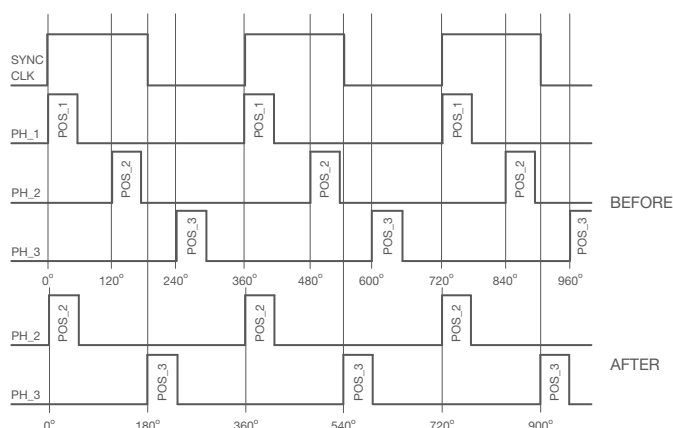 SYNC
CLK
POS_1
POS_1
POS_1
PH_1
POS_2
POS_2
POS_2
PH_2
BEFORE
POS_3
POS_3
POS_3
PH_3
0° 120° 240° 360° 480° 600° 720° 840° 960°
POS_2
POS_2
POS_2
PH_2
AFTER
POS_3
POS_3
POS_3
PH_3
0° 180° 360° 540° 720° 900°